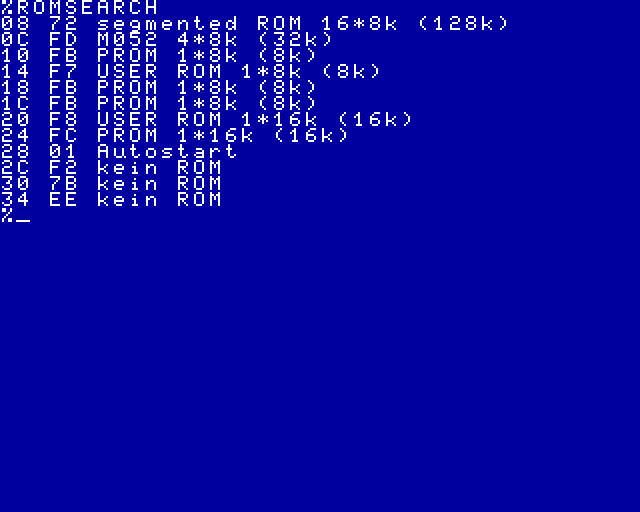 %ROMSEARCH
08 72 segmented ROM 16*8k (128k)
0C FD M052 4*8k (32k)
10 FB PROM 1*8k (8k)
14 F7 USER ROM 1*8k (8k)
18 FB PROM 1*8k (8k)
1C FB PROM 1*8k (8k)
20 F8 USER ROM 1*16k (16k)
24 FC PROM 1*16k (16k)
28 01 Autostart
2C F2 kein ROM
30 7B kein ROM
34 EE kein ROM
%_